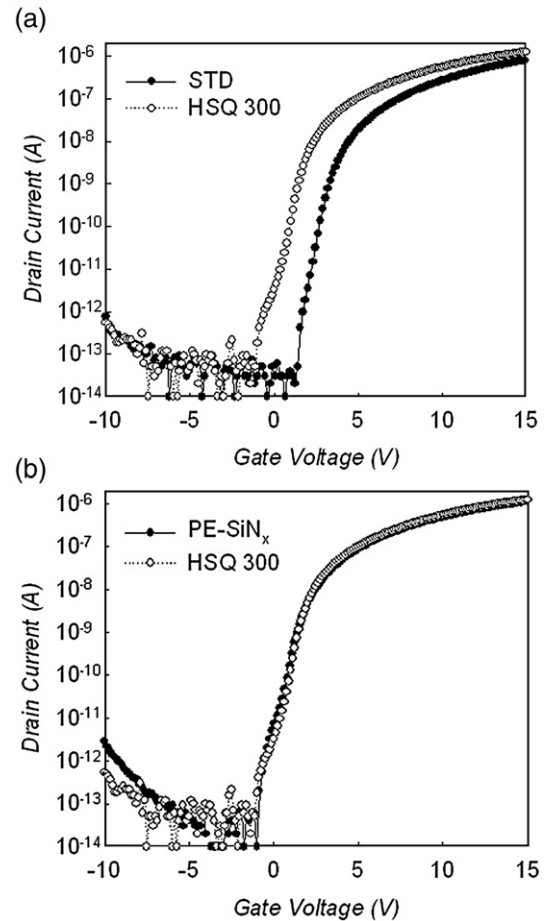 (a)
10⁻⁶
10⁻⁷
10⁻⁸
10⁻⁹
10⁻¹⁰
10⁻¹¹
10⁻¹²
10⁻¹³
10⁻¹⁴
Drain Current (A)
STD
HSQ 300
-10 -5 0 5 10 15
Gate Voltage (V)
(b)
10⁻⁶
10⁻⁷
10⁻⁸
10⁻⁹
10⁻¹⁰
10⁻¹¹
10⁻¹²
10⁻¹³
10⁻¹⁴
Drain Current (A)
PE-SiNₓ
HSQ 300
-10 -5 0 5 10 15
Gate Voltage (V)